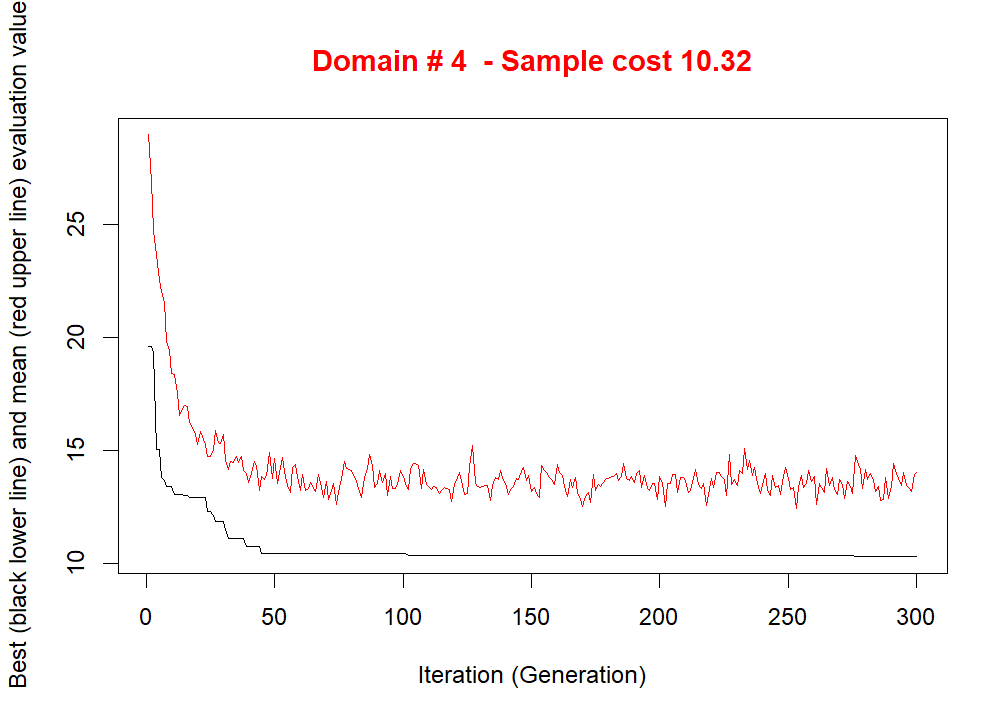 Domain # 4  - Sample cost 10.32
Best (black lower line) and mean (red upper line) evaluation value
25
20
15
10
0 50 100 150 200 250 300
Iteration (Generation)